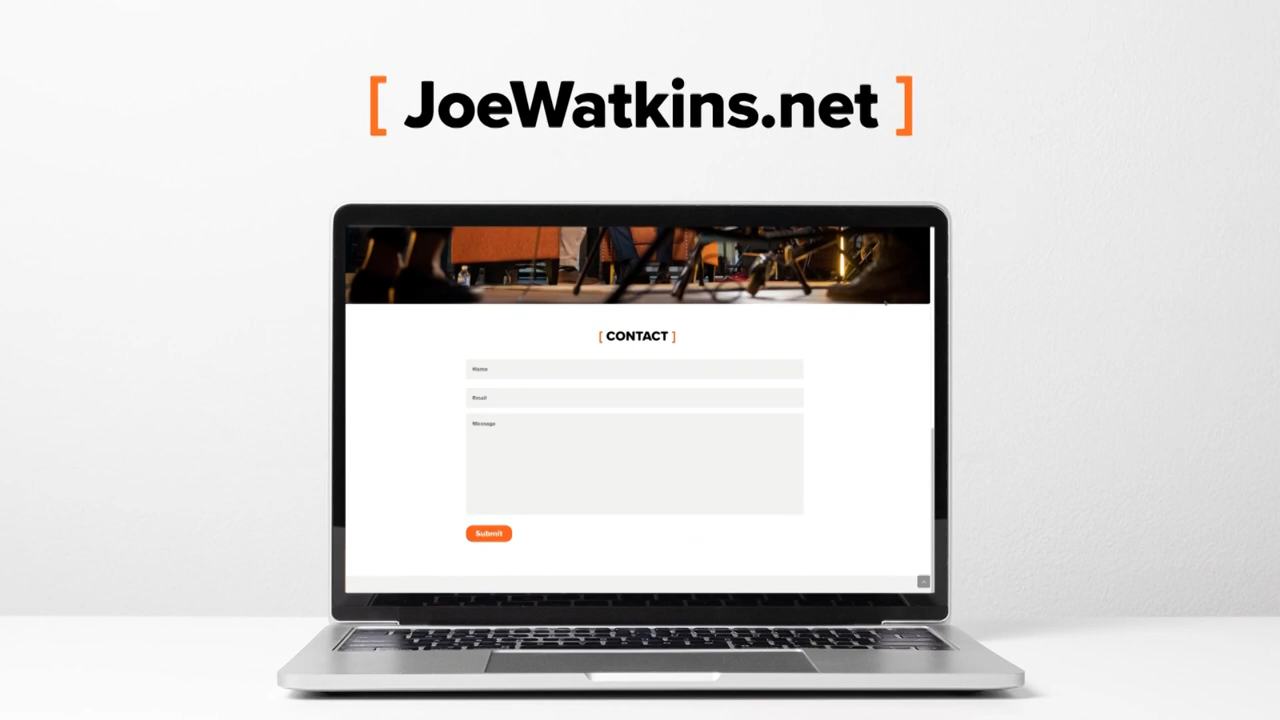 [ JoeWatkins.net ]
[ CONTACT ]
Name
Email
Message
Submit